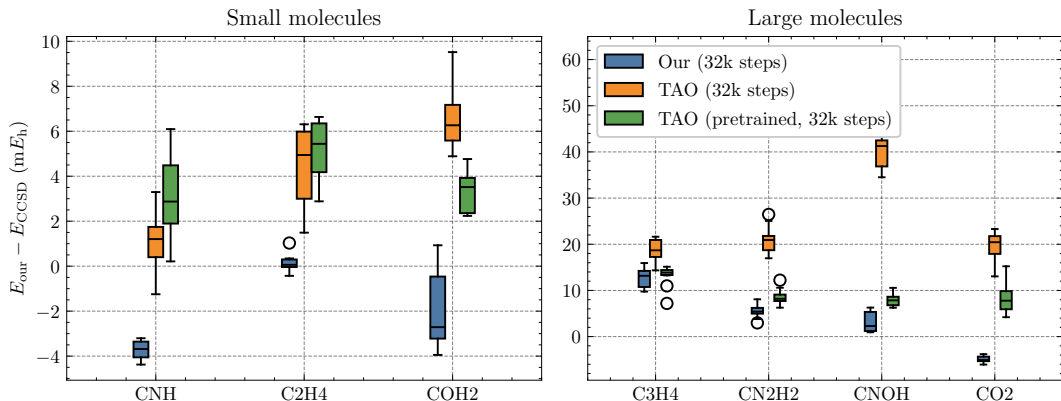 Small molecules
Large molecules
E_our − E_CCSD (mE_h)
10
8
6
4
2
0
−2
−4
CNH
C2H4
COH2
60
50
40
30
20
10
0
Our (32k steps)
TAO (32k steps)
TAO (pretrained, 32k steps)
C3H4
CN2H2
CNOH
CO2